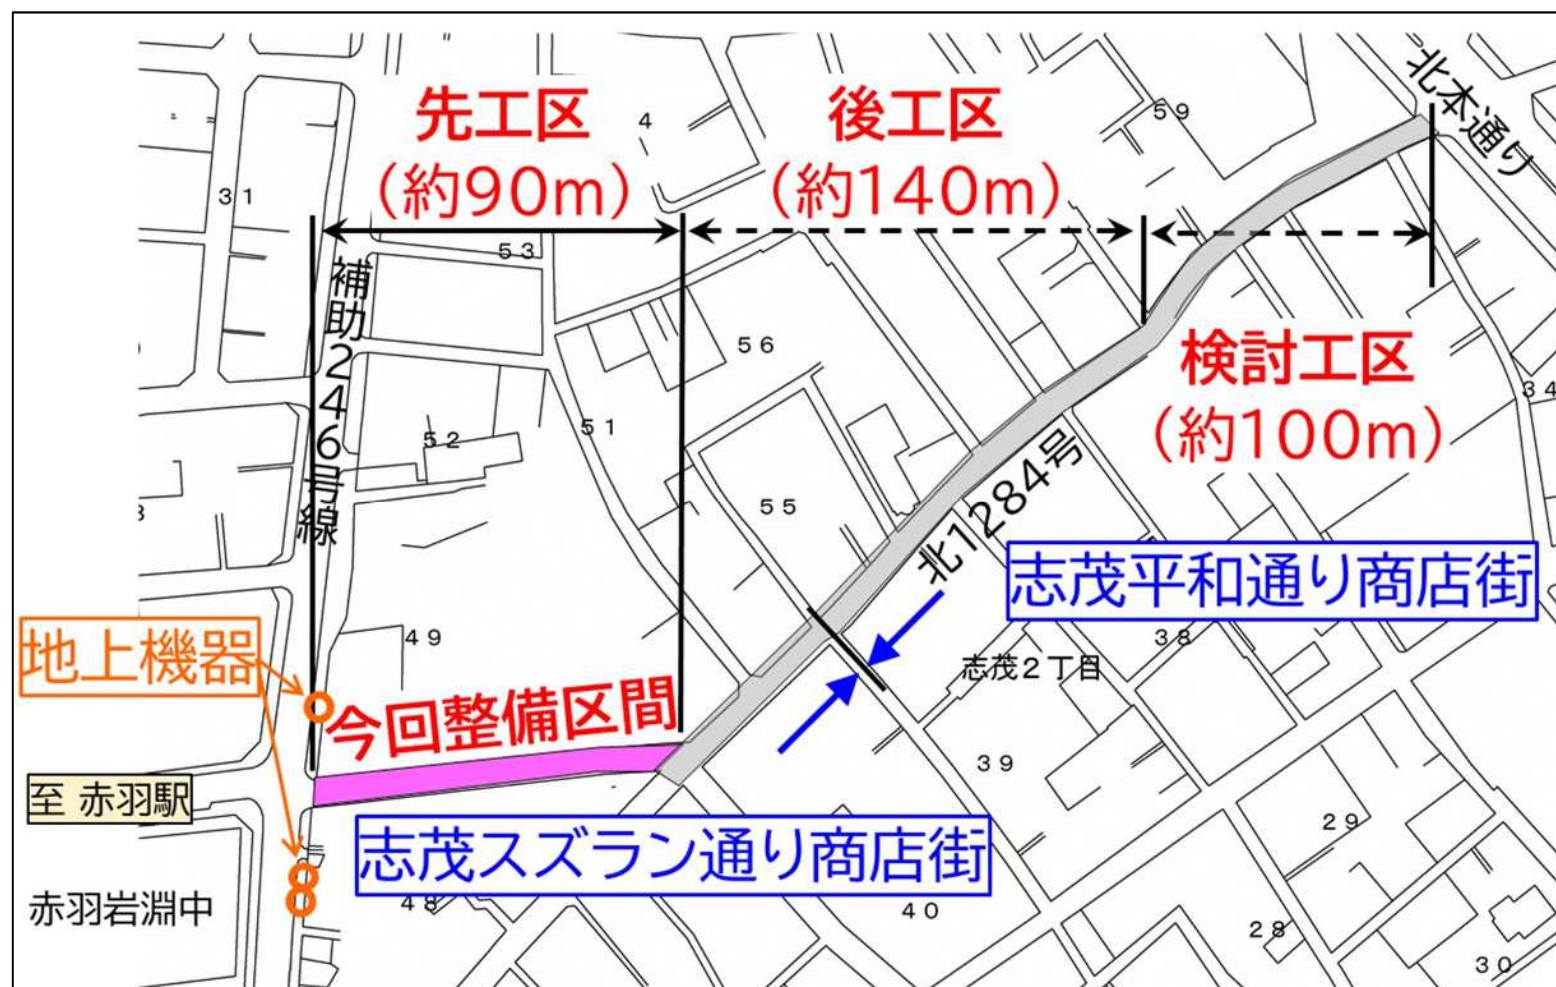 先工区
（約90m）
後工区
（約140m）
検討工区
（約100m）
北本通り
補助246号線
北1284号
志茂平和通り商店街
志茂2丁目
地上機器
今回整備区間
至 赤羽駅
志茂スズラン通り商店街
赤羽岩淵中
4
59
31
53
56
34
52
51
55
49
38
39
29
48
40
28
30